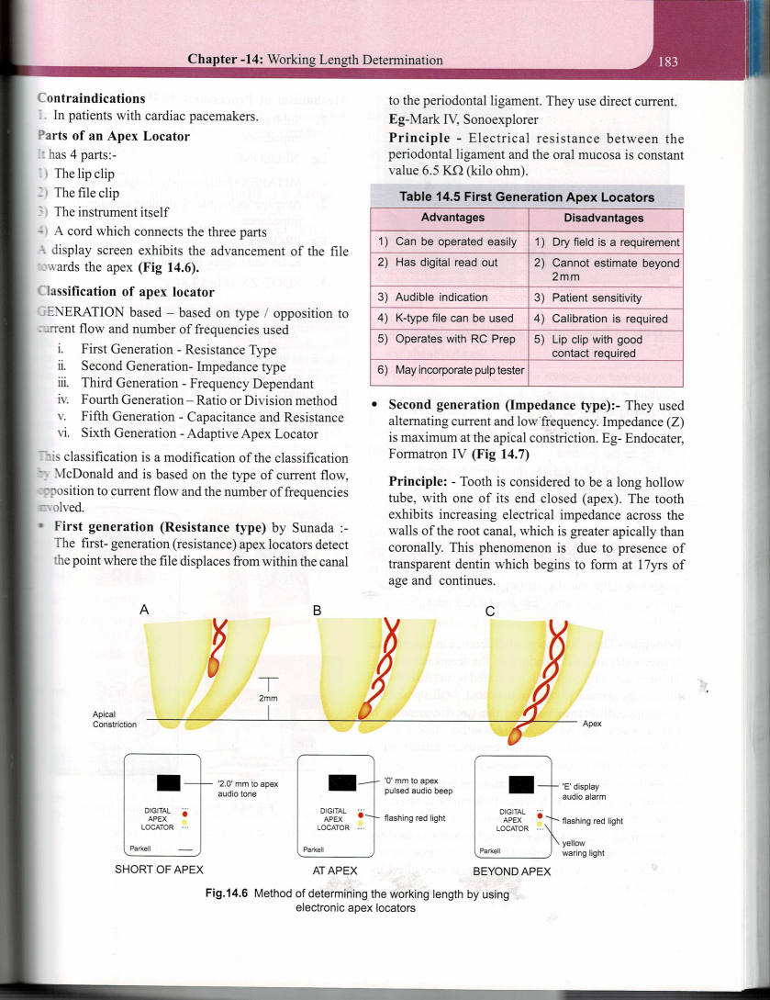 Chapter -14: Working Length Determination
183
Contraindications
1. In patients with cardiac pacemakers.
Parts of an Apex Locator
It has 4 parts:-
1) The lip clip
2) The file clip
3) The instrument itself
4) A cord which connects the three parts
A display screen exhibits the advancement of the file
towards the apex (Fig 14.6).
Classification of apex locator
GENERATION based – based on type / opposition to
current flow and number of frequencies used
i. First Generation - Resistance Type
ii. Second Generation- Impedance type
iii. Third Generation - Frequency Dependant
iv. Fourth Generation – Ratio or Division method
v. Fifth Generation - Capacitance and Resistance
vi. Sixth Generation - Adaptive Apex Locator
This classification is a modification of the classification
by McDonald and is based on the type of current flow,
opposition to current flow and the number of frequencies
involved.
• First generation (Resistance type) by Sunada :-
The first- generation (resistance) apex locators detect
the point where the file displaces from within the canal
to the periodontal ligament. They use direct current.
Eg-Mark IV, Sonoexplorer
Principle - Electrical resistance between the
periodontal ligament and the oral mucosa is constant
value 6.5 KΩ (kilo ohm).
Table 14.5 First Generation Apex Locators
Advantages Disadvantages
1) Can be operated easily 1) Dry field is a requirement
2) Has digital read out 2) Cannot estimate beyond
2mm
3) Audible indication 3) Patient sensitivity
4) K-type file can be used 4) Calibration is required
5) Operates with RC Prep 5) Lip clip with good
contact required
6) May incorporate pulp tester
• Second generation (Impedance type):- They used
alternating current and low frequency. Impedance (Z)
is maximum at the apical constriction. Eg- Endocater,
Formatron IV (Fig 14.7)
Principle: - Tooth is considered to be a long hollow
tube, with one of its end closed (apex). The tooth
exhibits increasing electrical impedance across the
walls of the root canal, which is greater apically than
coronally. This phenomenon is due to presence of
transparent dentin which begins to form at 17yrs of
age and continues.
A B C
2mm
Apical
Constriction
Apex
'2.0' mm to apex
audio tone
DIGITAL
APEX
LOCATOR
Parkell
SHORT OF APEX
'0' mm to apex
pulsed audio beep
DIGITAL
APEX
LOCATOR
flashing red light
Parkell
AT APEX
'E' display
audio alarm
DIGITAL
APEX
LOCATOR
flashing red light
yellow
waring light
Parkell
BEYOND APEX
Fig.14.6 Method of determining the working length by using
electronic apex locators